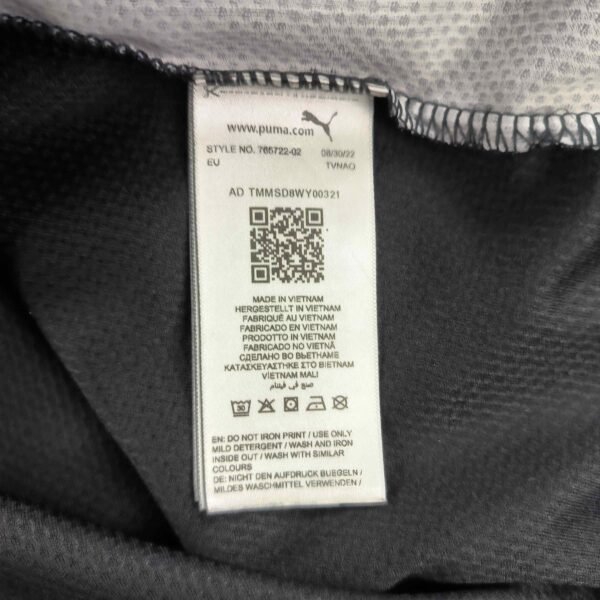 www.puma.com
STYLE NO. 765722-02 08/30/22
EU TVNAO
AD TMMSD8WY00321
MADE IN VIETNAM
HERGESTELLT IN VIETNAM
FABRIQUÉ AU VIETNAM
FABRICADO EN VIETNAM
PRODOTTO IN VIETNAM
FABRICADO NO VIETNÃ
СДЕЛАНО ВО ВЬЕТНАМЕ
ΚΑΤΑΣΚΕΥΑΣΤΗΚΕ ΣΤΟ ΒΙΕΤΝΑΜ
VİETNAM MALI
صنع في فيتنام
30
EN: DO NOT IRON PRINT / USE ONLY
MILD DETERGENT / WASH AND IRON
INSIDE OUT / WASH WITH SIMILAR
COLOURS
DE: NICHT DEN AUFDRUCK BUEGELN /
MILDES WASCHMITTEL VERWENDEN /